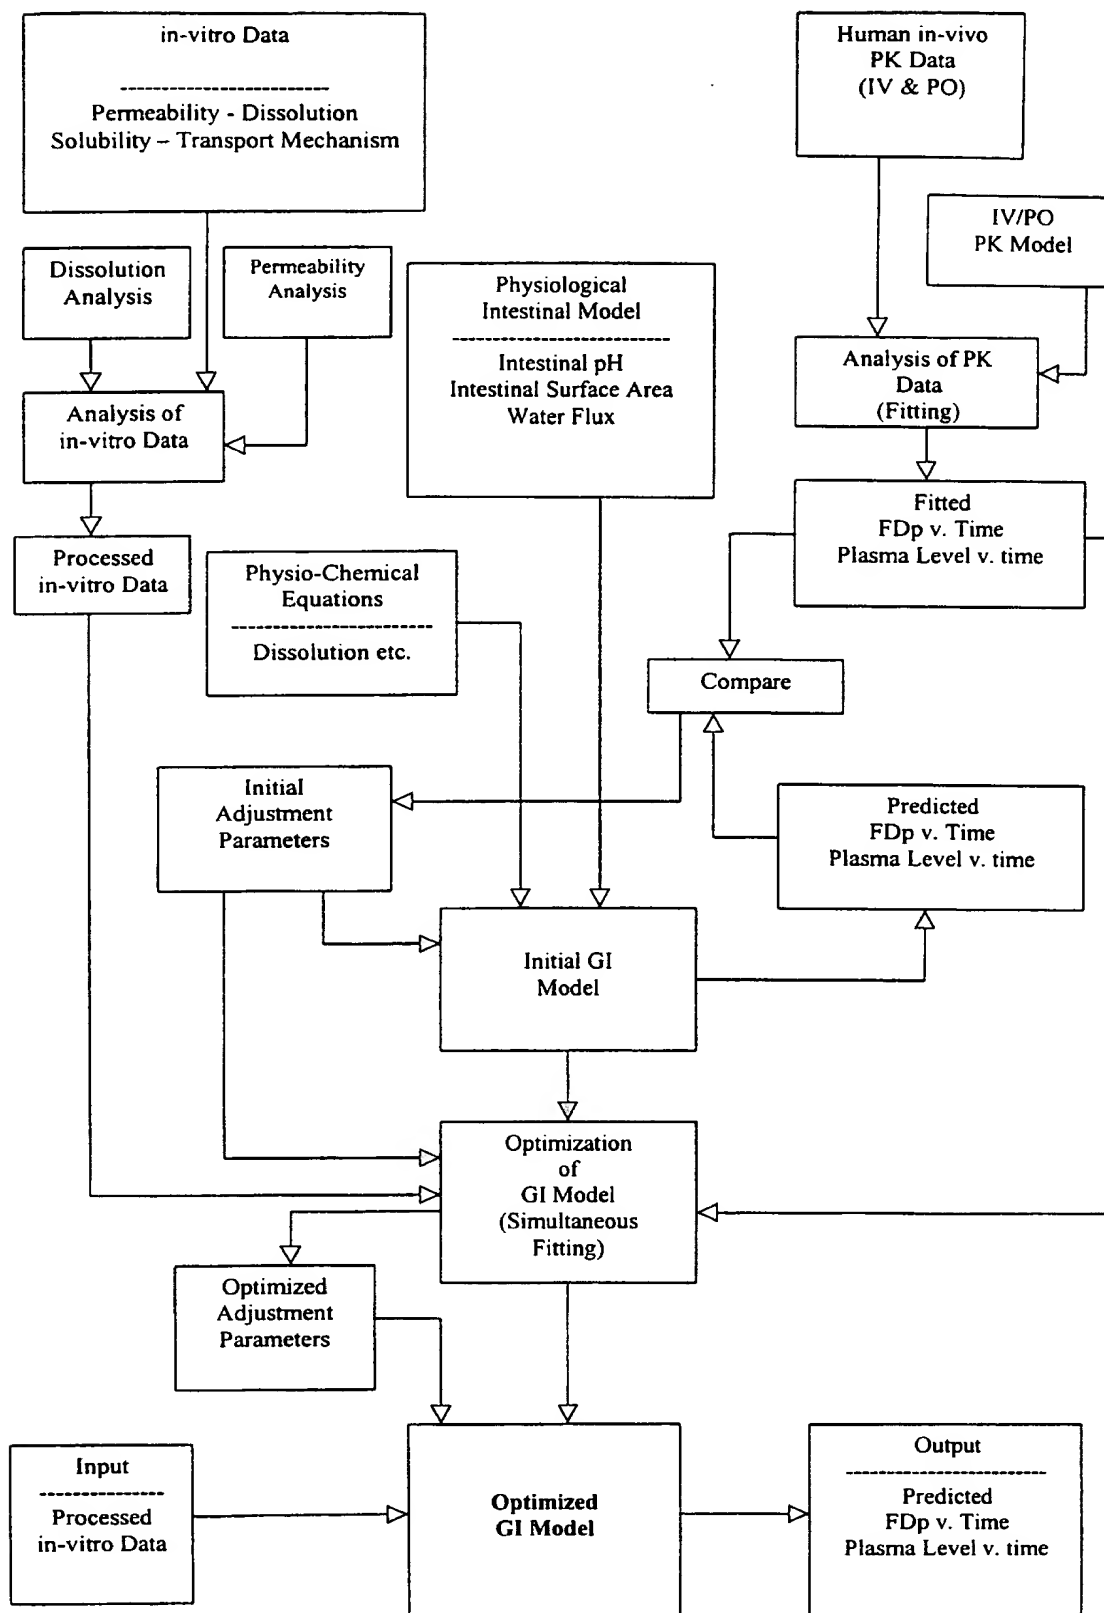 in-vitro Data
----------------------------
Permeability - Dissolution
Solubility – Transport Mechanism
Human in-vivo
PK Data
(IV & PO)
IV/PO
PK Model
Dissolution
Analysis
Permeability
Analysis
Physiological
Intestinal Model
----------------------------
Intestinal pH
Intestinal Surface Area
Water Flux
Analysis of PK
Data
(Fitting)
Analysis of
in-vitro Data
Fitted
FDp v. Time
Plasma Level v. time
Processed
in-vitro Data
Physio-Chemical
Equations
---------------------------
Dissolution etc.
Compare
Initial
Adjustment
Parameters
Predicted
FDp v. Time
Plasma Level v. time
Initial GI
Model
Optimization
of
GI Model
(Simultaneous
Fitting)
Optimized
Adjustment
Parameters
Input
--------------------
Processed
in-vitro Data
Optimized
GI Model
Output
---------------------------
Predicted
FDp v. Time
Plasma Level v. time